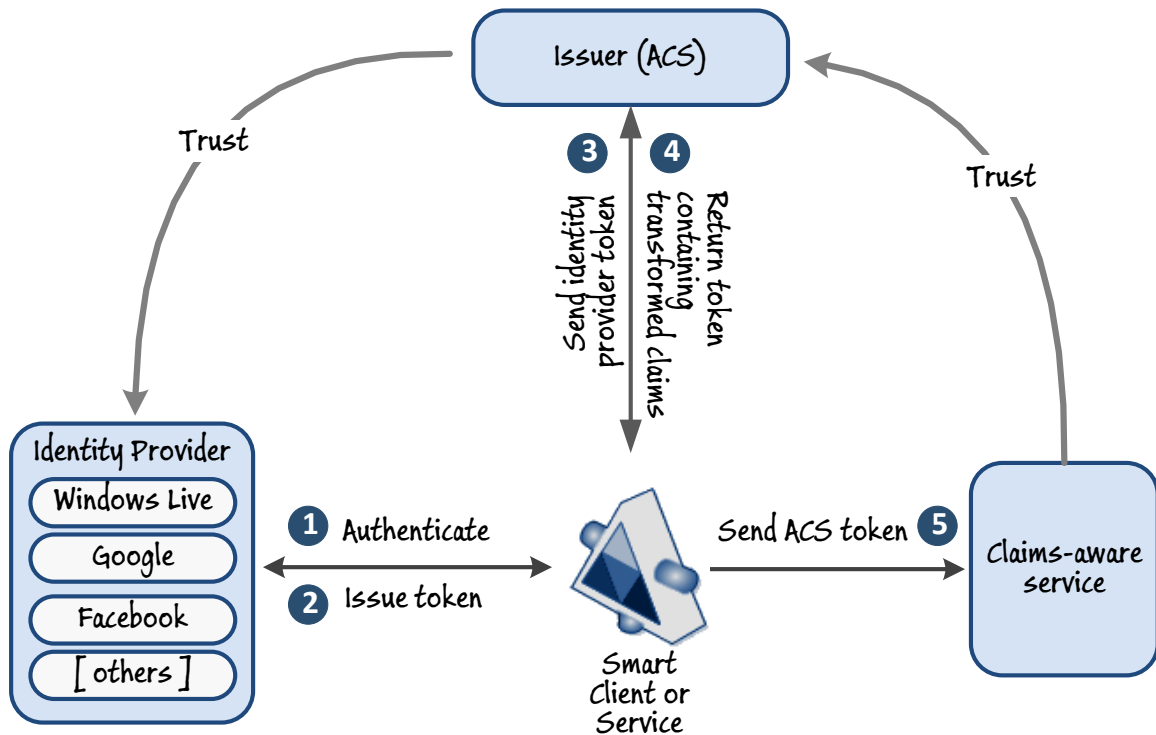 Issuer (ACS)
Trust
Trust
3
Send identity
provider token
4
Return token
containing
transformed claims
Identity Provider
Windows Live
Google
Facebook
[ others ]
1 Authenticate
2 Issue token
Smart
Client or
Service
Send ACS token 5
Claims-aware
service